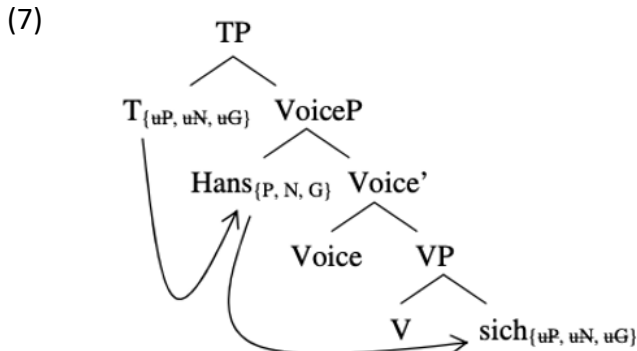 (7)
TP
T{uP, uN, uG} VoiceP
Hans{P, N, G} Voice’
Voice VP
V sich{uP, uN, uG}